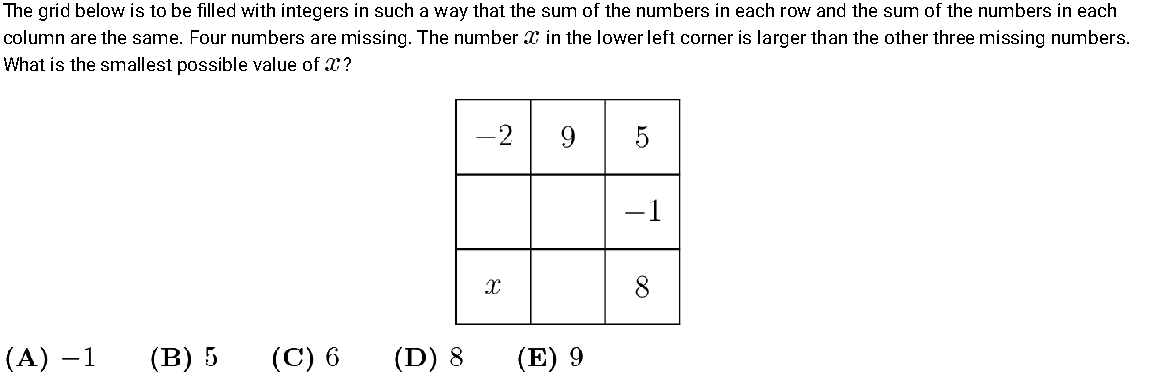 The grid below is to be filled with integers in such a way that the sum of the numbers in each row and the sum of the numbers in each
column are the same. Four numbers are missing. The number x in the lower left corner is larger than the other three missing numbers.
What is the smallest possible value of x?
−2 9 5
−1
x 8
(A) −1 (B) 5 (C) 6 (D) 8 (E) 9